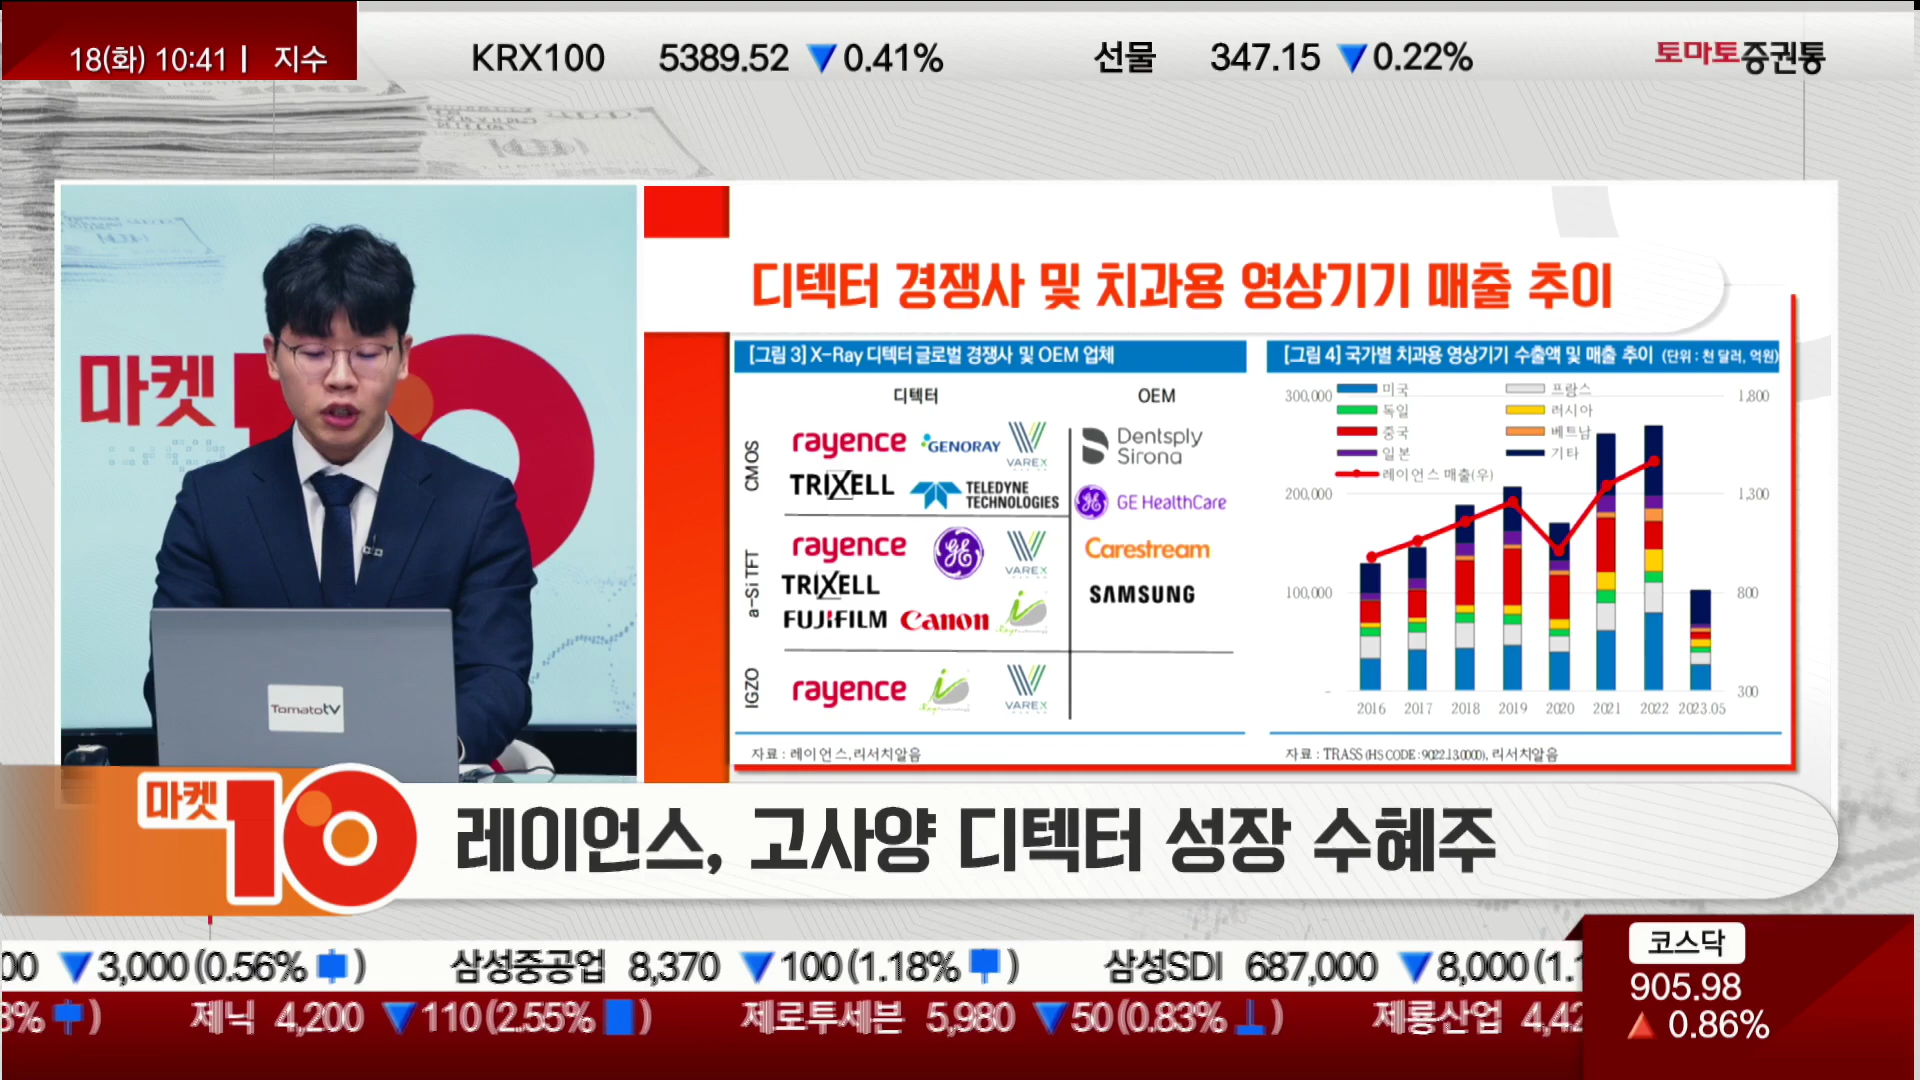 18(화) 10:41 | 지수
KRX100 5389.52 ▼0.41%
선물 347.15 ▼0.22%
토마토증권통
마켓 10
TomatoTV
디텍터 경쟁사 및 치과용 영상기기 매출 추이
[그림 3] X-Ray 디텍터 글로벌 경쟁사 및 OEM 업체
디텍터
OEM
CMOS
rayence GENORAY VAREX
TRIXELL TELEDYNE TECHNOLOGIES
Dentsply Sirona
GE HealthCare
a-Si TFT
rayence GE VAREX
TRIXELL
FUJIFILM Canon
Carestream
SAMSUNG
IGZO
rayence VAREX
자료 : 레이언스, 리서치알음
[그림 4] 국가별 치과용 영상기기 수출액 및 매출 추이 (단위 : 천 달러, 억원)
미국 프랑스
독일 러시아
중국 베트남
일본 기타
레이언스 매출(우)
300,000
200,000
100,000
-
1,800
1,300
800
300
2016 2017 2018 2019 2020 2021 2022 2023.05
자료 : TRASS (HS CODE : 9022.13.0000), 리서치알음
마켓 10
레이언스, 고사양 디텍터 성장 수혜주
00 ▼3,000(0.56%) 삼성중공업 8,370 ▼100(1.18%) 삼성SDI 687,000 ▼8,000(1.1
8%) 제닉 4,200 ▼110(2.55%) 제로투세븐 5,980 ▼50(0.83%) 제룡산업 4,42
코스닥
905.98
▲ 0.86%